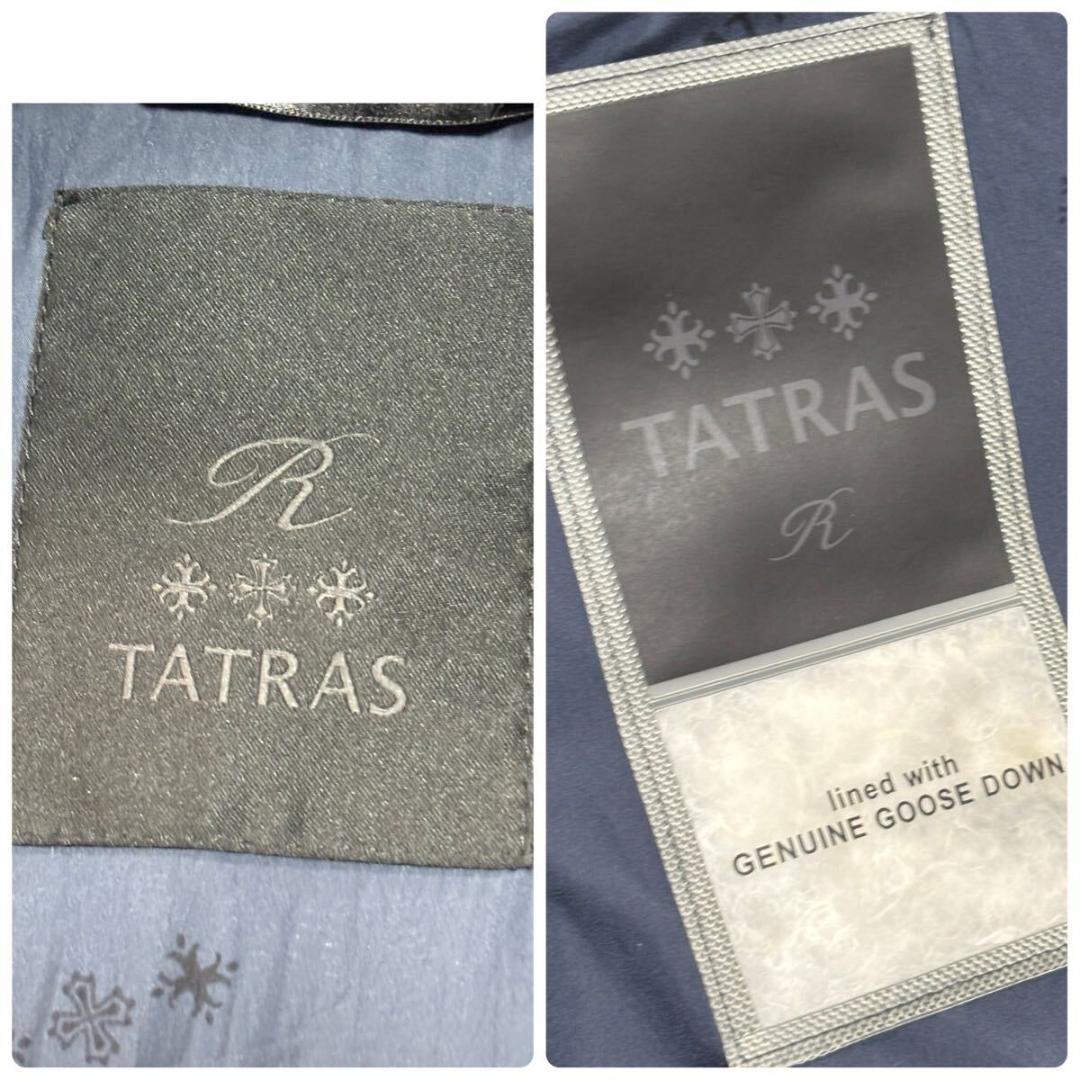 R
TATRAS
TATRAS
R
lined with
GENUINE GOOSE DOWN